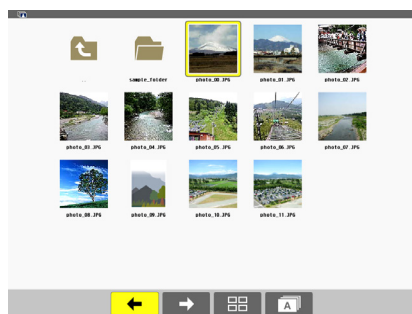 ..
sample_folder
photo_00.JPG
photo_01.JPG
photo_02.JPG
photo_03.JPG
photo_04.JPG
photo_05.JPG
photo_06.JPG
photo_07.JPG
photo_08.JPG
photo_09.JPG
photo_10.JPG
photo_11.JPG
A